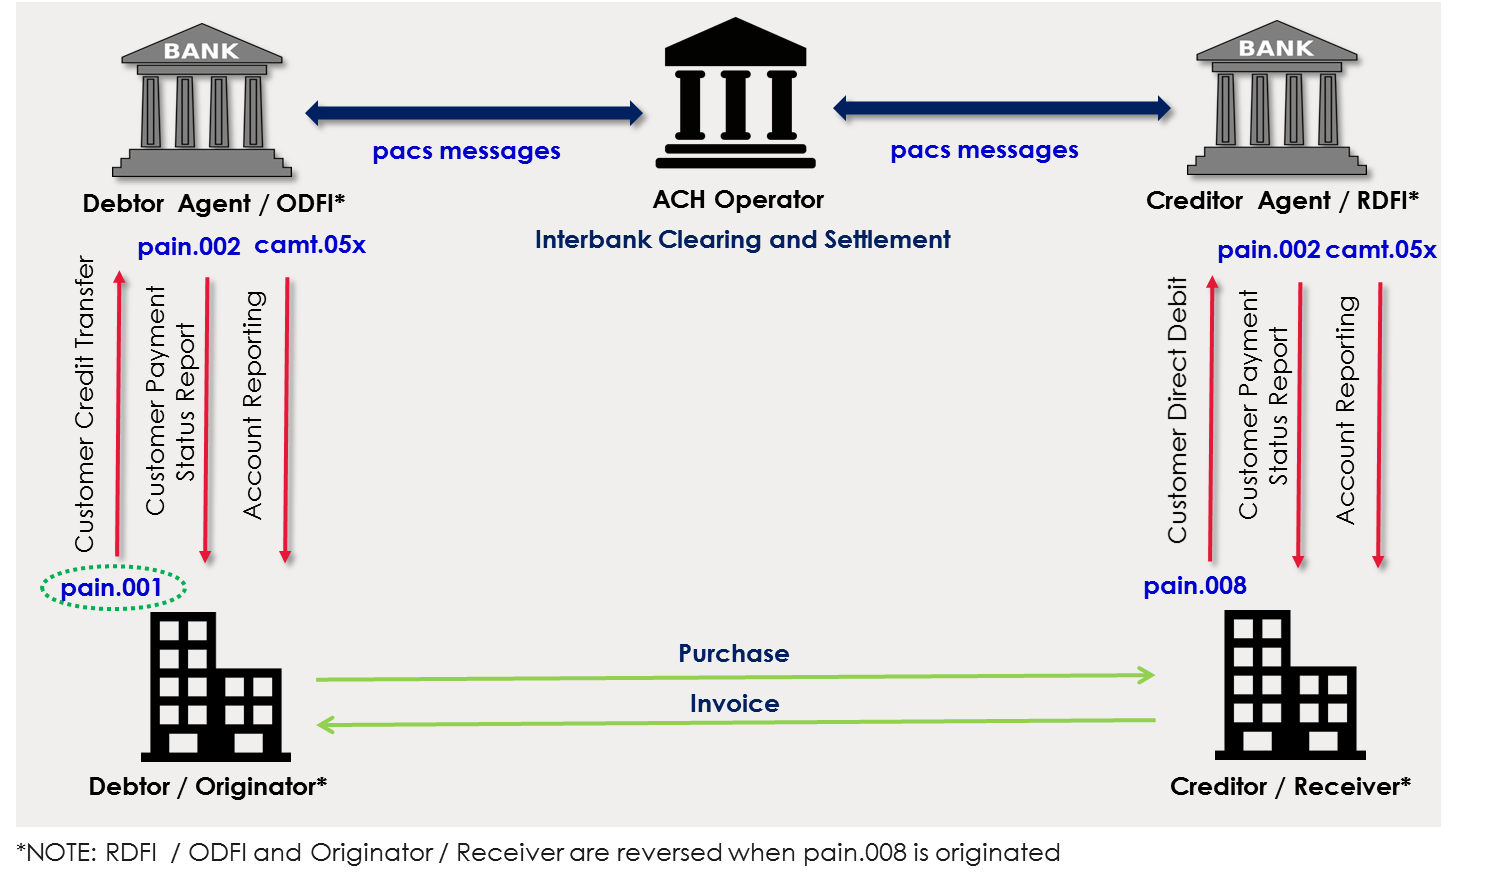 BANK
BANK
pacs messages
pacs messages
Debtor Agent / ODFI*
ACH Operator
Creditor Agent / RDFI*
Interbank Clearing and Settlement
pain.002 camt.05x
pain.002 camt.05x
Customer Credit Transfer
Customer Payment
Status Report
Account Reporting
Customer Direct Debit
Customer Payment
Status Report
Account Reporting
pain.001
pain.008
Purchase
Invoice
Debtor / Originator*
Creditor / Receiver*
*NOTE: RDFI / ODFI and Originator / Receiver are reversed when pain.008 is originated